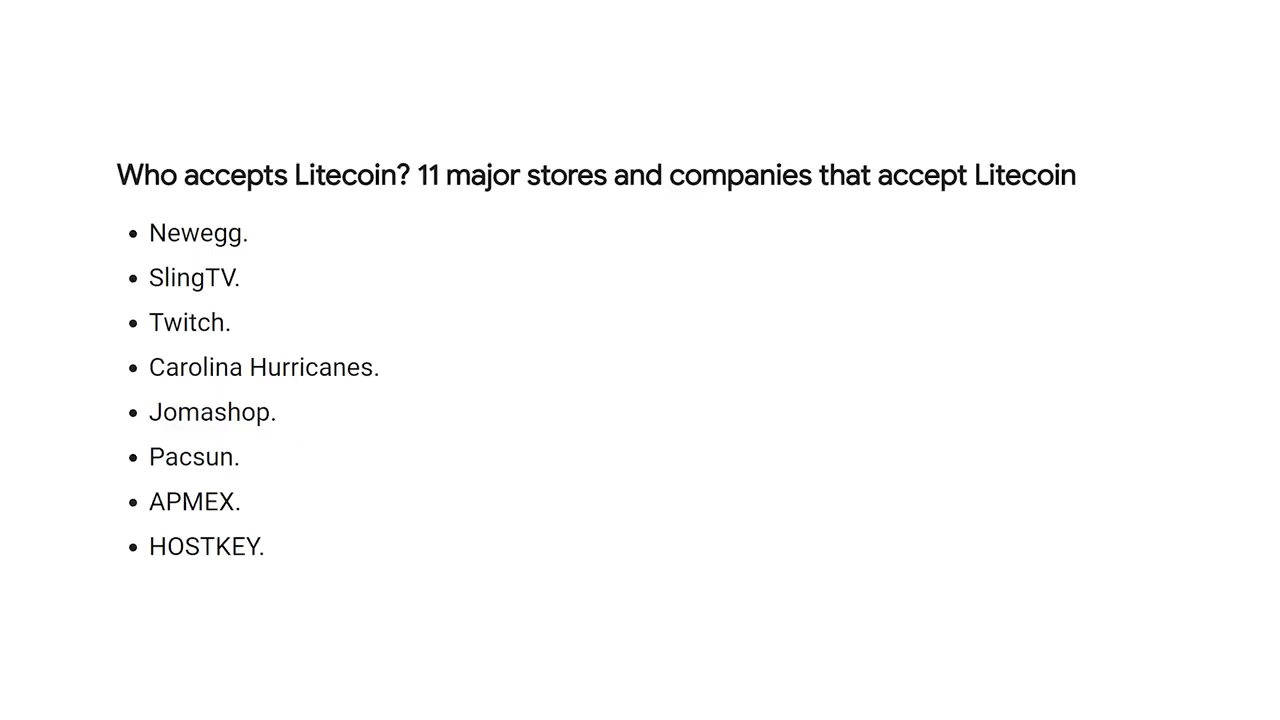 Who accepts Litecoin? 11 major stores and companies that accept Litecoin
• Newegg.
• SlingTV.
• Twitch.
• Carolina Hurricanes.
• Jomashop.
• Pacsun.
• APMEX.
• HOSTKEY.